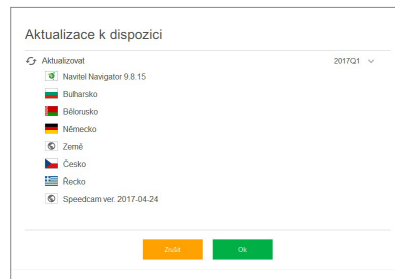 Aktualizace k dispozici
Aktualizovat 2017Q1
Navitel Navigator 9.8.15
Bulharsko
Bělorusko
Německo
Země
Česko
Řecko
Speedcam ver. 2017-04-24
Zrušit Ok